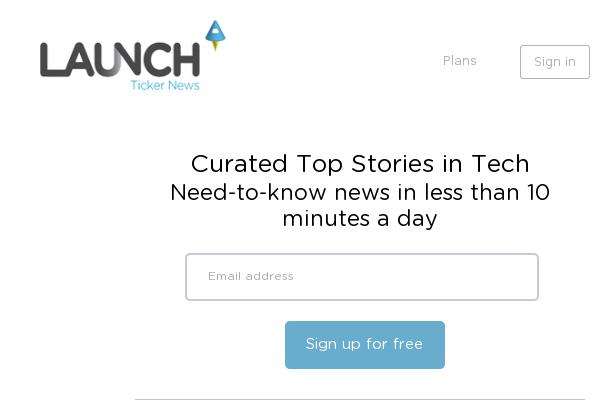 LAUNCH
Ticker News
Plans
Sign in
Curated Top Stories in Tech
Need-to-know news in less than 10
minutes a day
Email address
Sign up for free